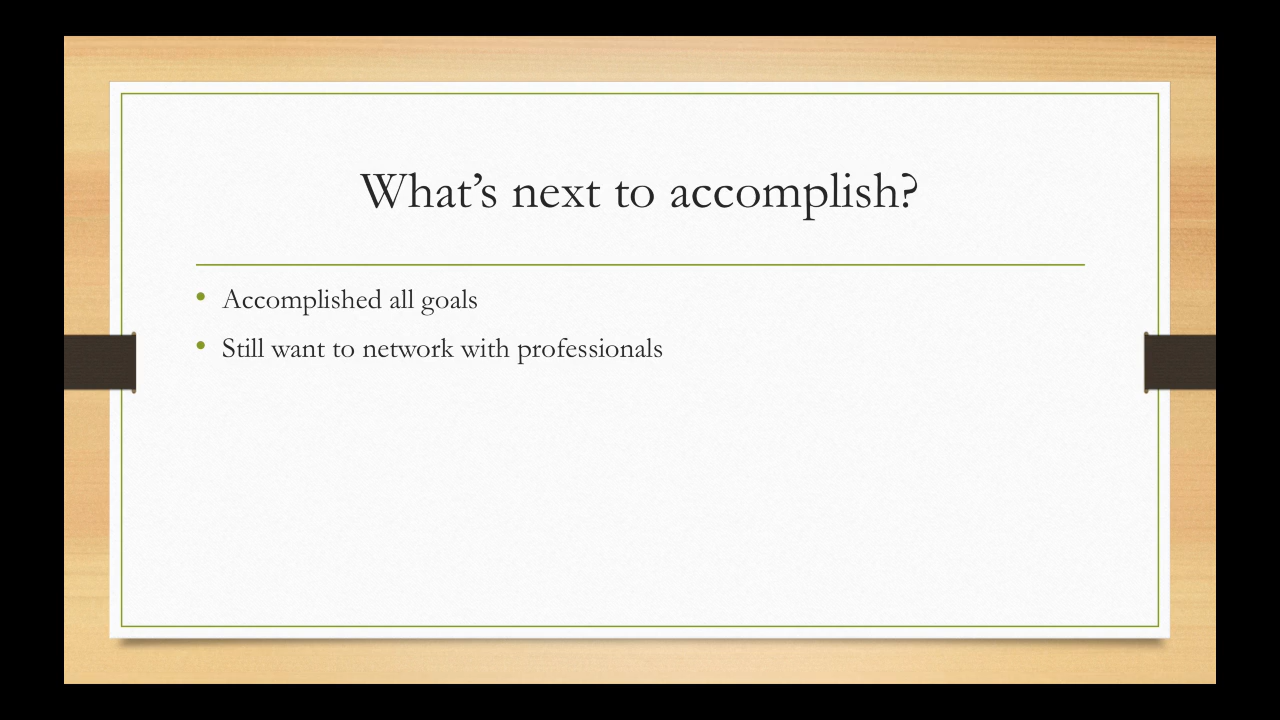 What’s next to accomplish?
• Accomplished all goals
• Still want to network with professionals